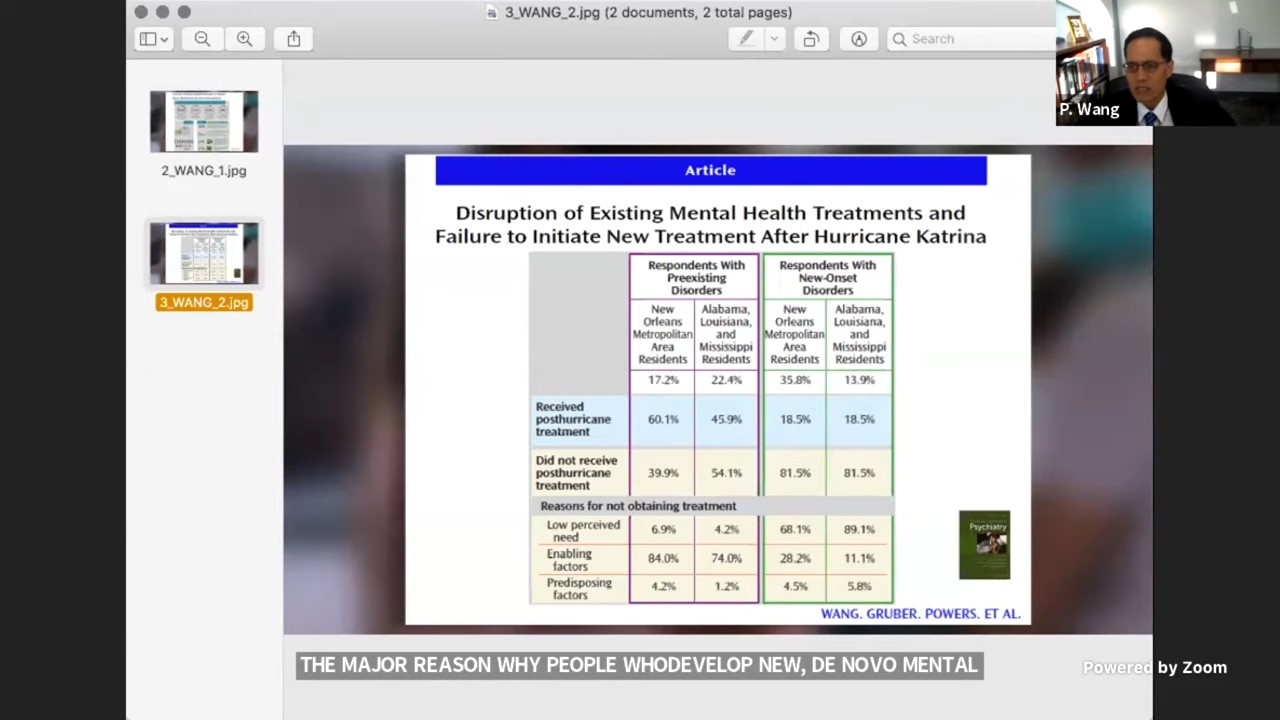 3_WANG_2.jpg (2 documents, 2 total pages)
Search
P. Wang
2_WANG_1.jpg
3_WANG_2.jpg
Article
Disruption of Existing Mental Health Treatments and
Failure to Initiate New Treatment After Hurricane Katrina
Respondents With
Preexisting
Disorders
Respondents With
New-Onset
Disorders
New
Orleans
Metropolitan
Area
Residents
Alabama,
Louisiana,
and
Mississippi
Residents
New
Orleans
Metropolitan
Area
Residents
Alabama,
Louisiana,
and
Mississippi
Residents
17.2% 22.4% 35.8% 13.9%
Received
posthurricane
treatment
60.1% 45.9% 18.5% 18.5%
Did not receive
posthurricane
treatment
39.9% 54.1% 81.5% 81.5%
Reasons for not obtaining treatment
Low perceived
need
6.9% 4.2% 68.1% 89.1%
Enabling
factors
84.0% 74.0% 28.2% 11.1%
Predisposing
factors
4.2% 1.2% 4.5% 5.8%
Psychiatry
WANG. GRUBER. POWERS. ET AL.
THE MAJOR REASON WHY PEOPLE WHODEVELOP NEW, DE NOVO MENTAL
Powered by Zoom